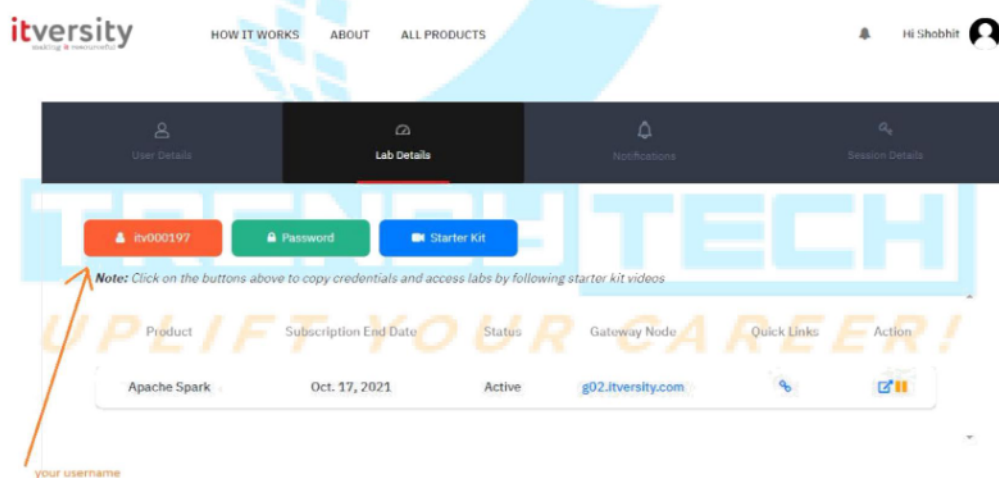 itversity
making it resourceful
HOW IT WORKS ABOUT ALL PRODUCTS
Hi Shobhit
User Details Lab Details Notifications Session Details
TRENDY TECH
itv000197 Password Starter Kit
Note: Click on the buttons above to copy credentials and access labs by following starter kit videos
UPLIFT YOUR CAREER!
Product Subscription End Date Status Gateway Node Quick Links Action
Apache Spark Oct. 17, 2021 Active g02.itversity.com
your username